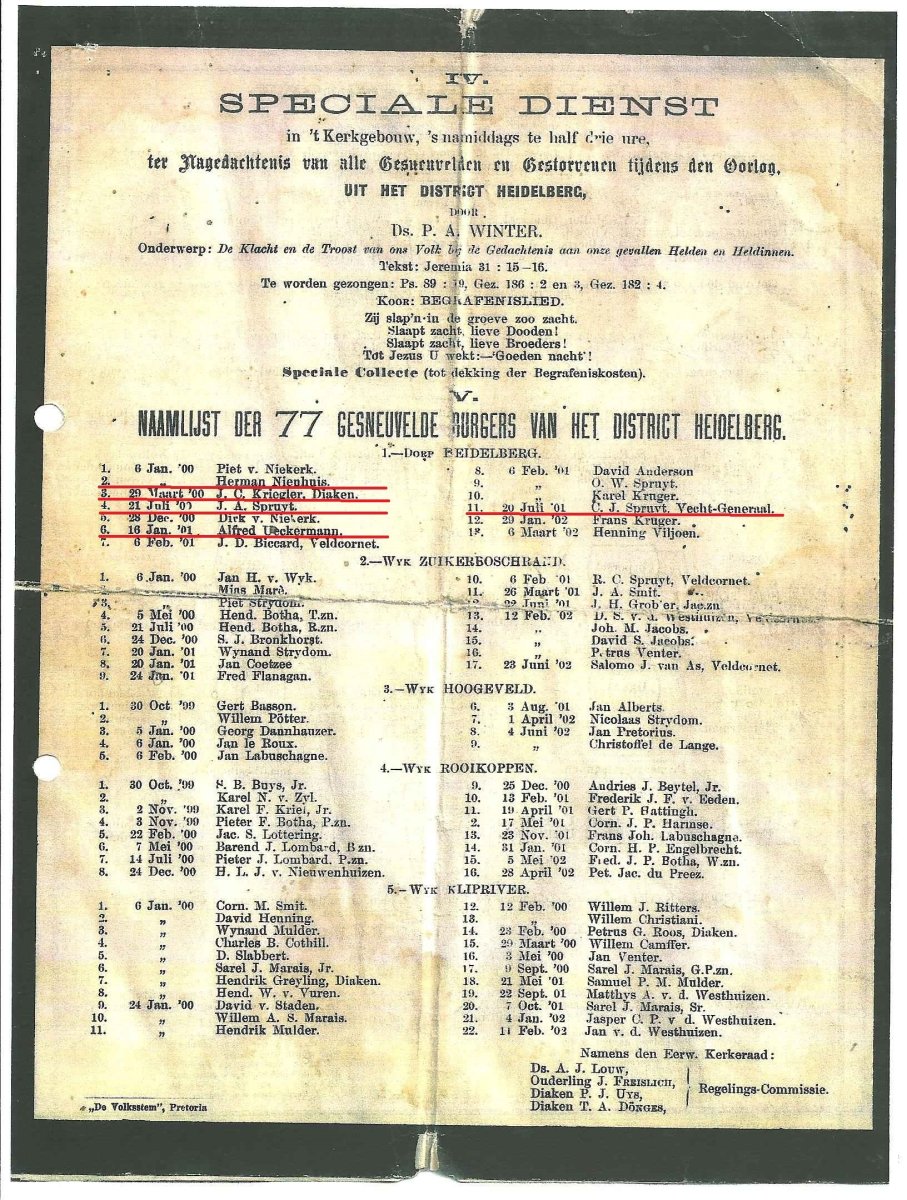 IV.
SPECIALE DIENST
in 't Kerkgebouw, 's namiddags te half drie ure,
ter Nagedachtenis van alle Gesneuvelden en Gestorvenen tijdens den Oorlog,
UIT HET DISTRICT HEIDELBERG,
DOOR
Ds. P. A. WINTER.
Onderwerp: De Klacht en de Troost van ons Volk bij de Gedachtenis aan onze gevallen Helden en Heldinnen.
Tekst: Jeremia 31 : 15–16.
Te worden gezongen: Ps. 89 : 19, Gez. 186 : 2 en 3, Gez. 182 : 4.
Koor: BEGRAFENISLIED.
Zij slap'n in de groeve zoo zacht.
Slaapt zacht, lieve Dooden!
Slaapt zacht, lieve Broeders!
Tot Jezus U wekt:—'Goeden nacht'!
Speciale Collecte (tot dekking der Begrafeniskosten).
V.
NAAMLIJST DER 77 GESNEUVELDE BURGERS VAN HET DISTRICT HEIDELBERG.
1.—Dorp HEIDELBERG.
1. 6 Jan. '00 Piet v. Niekerk.
2. „ Herman Nienhuis.
3. 29 Maart '00 J. C. Kriegler, Diaken.
4. 21 Juli '00 J. A. Spruyt.
5. 28 Dec. '00 Dirk v. Niekerk.
6. 16 Jan. '01 Alfred Ueckermann.
7. 6 Feb. '01 J. D. Biccard, Veldcornet.
8. 6 Feb. '01 David Anderson
9. „ O. W. Spruyt.
10. „ Karel Kruger.
11. 20 Juli '01 C. J. Spruyt, Vecht-Generaal.
12. 29 Jan. '02 Frans Kruger.
13. 6 Maart '02 Henning Viljoen.
2.—Wyk ZUIKERBOSCHRAND.
1. 6 Jan. '00 Jan H. v. Wyk.
2. „ Mias Maré.
3. „ Piet Strydom.
4. 5 Mei '00 Hend. Botha, T.zn.
5. 21 Juli '00 Hend. Botha, R.zn.
6. 24 Dec. '00 S. J. Bronkhorst.
7. 20 Jan. '01 Wynand Strydom.
8. 20 Jan. '01 Jan Coetzee
9. 24 Jan. '01 Fred Flanagan.
10. 6 Feb '01 R. C. Spruyt, Veldcornet.
11. 26 Maart '01 J. A. Smit.
12. 22 Juni '01 J. H. Grobler, Jac.zn
13. 12 Feb. '02 D. S. v. d. Westhuizen, Veldcornet
14. „ Joh. M. Jacobs.
15. „ David S. Jacobs.
16. „ Petrus Venter.
17. 23 Juni '02 Salomo J. van As, Veldcornet.
3.—Wyk HOOGEVELD.
1. 30 Oct '99 Gert Basson.
2. „ Willem Pötter.
3. 5 Jan. '00 Georg Dannhauzer.
4. 6 Jan. '00 Jan le Roux.
5. 6 Feb. '00 Jan Labuschagne.
6. 3 Aug. '01 Jan Alberts.
7. 1 April '02 Nicolaas Strydom.
8. 4 Juni '02 Jan Pretorius.
9. „ Christoffel de Lange.
4.—Wyk ROOIKOPPEN.
1. 30 Oct. '99 S. B. Buys, Jr.
2. „ Karel N. v. Zyl.
3. 2 Nov. '99 Karel F. Kriel, Jr.
4. 3 Nov. '99 Pieter F. Botha, P.zn.
5. 22 Feb. '00 Jac. S. Lottering.
6. 7 Mei '00 Barend J. Lombard, B.zn.
7. 14 Juli '00 Pieter J. Lombard, P.zn.
8. 24 Dec. '00 H. L. J. v. Nieuwenhuizen.
9. 25 Dec. '00 Andries J. Beytel, Jr.
10. 13 Feb. '01 Frederik J. F. v. Eeden.
11. 19 April '01 Gert P. Hattingh.
2. 17 Mei '01 Corn. J. P. Harmse.
13. 23 Nov. '01 Frans Joh. Labuschagne.
14. 31 Jan. '01 Corn. H. P. Engelbrecht.
15. 5 Mei '02 Fred. J. P. Botha, W.zn.
16. 28 April '02 Pet. Jac. du Preez.
5.—Wyk KLIPRIVER.
1. 6 Jan. '00 Corn. M. Smit.
2. „ David Henning.
3. „ Wynand Mulder.
4. „ Charles B. Cothill.
5. „ D. Slabbert.
6. „ Sarel J. Marais, Jr.
7. „ Hendrik Greyling, Diaken.
8. „ Hend. W. v. Vuren.
9. 24 Jan. '00 David v. Staden.
10. „ Willem A. S. Marais.
11. „ Hendrik Mulder.
12. 12 Feb. '00 Willem J. Ritters.
13. „ Willem Christiani.
14. 23 Feb. '00 Petrus G. Roos, Diaken.
15. 29 Maart '00 Willem Camffer.
16. 3 Mei '00 Jan Venter.
17. 9 Sept. '00 Sarel J. Marais, G.P.zn.
18. 21 Mei '01 Samuel P. M. Mulder.
19. 22 Sept. 01 Matthys A. v. d. Westhuizen.
20. 7 Oct. '01 Sarel J. Marais, Sr.
21. 4 Jan. '02 Jasper C. P. v d. Westhuizen.
22. 11 Feb. '02 Jan v. d. Westhuizen.
Namens den Eerw. Kerkeraad:
Ds. A. J. Louw,
Ouderling J. Freislich,
Diaken P. J. Uys,
Diaken T. A. Dönges,
Regelings-Commissie.
„De Volksstem", Pretoria